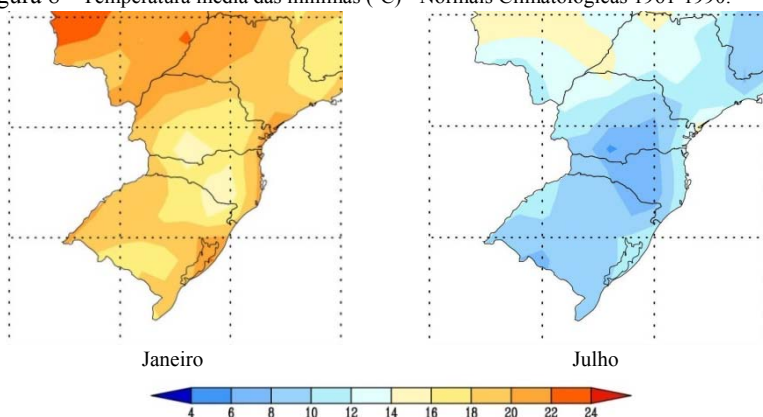 Temperatura média das mínimas (°C) - Normais Climatológicas 1961-1990.
Janeiro
Julho
4 6 8 10 12 14 16 18 20 22 24